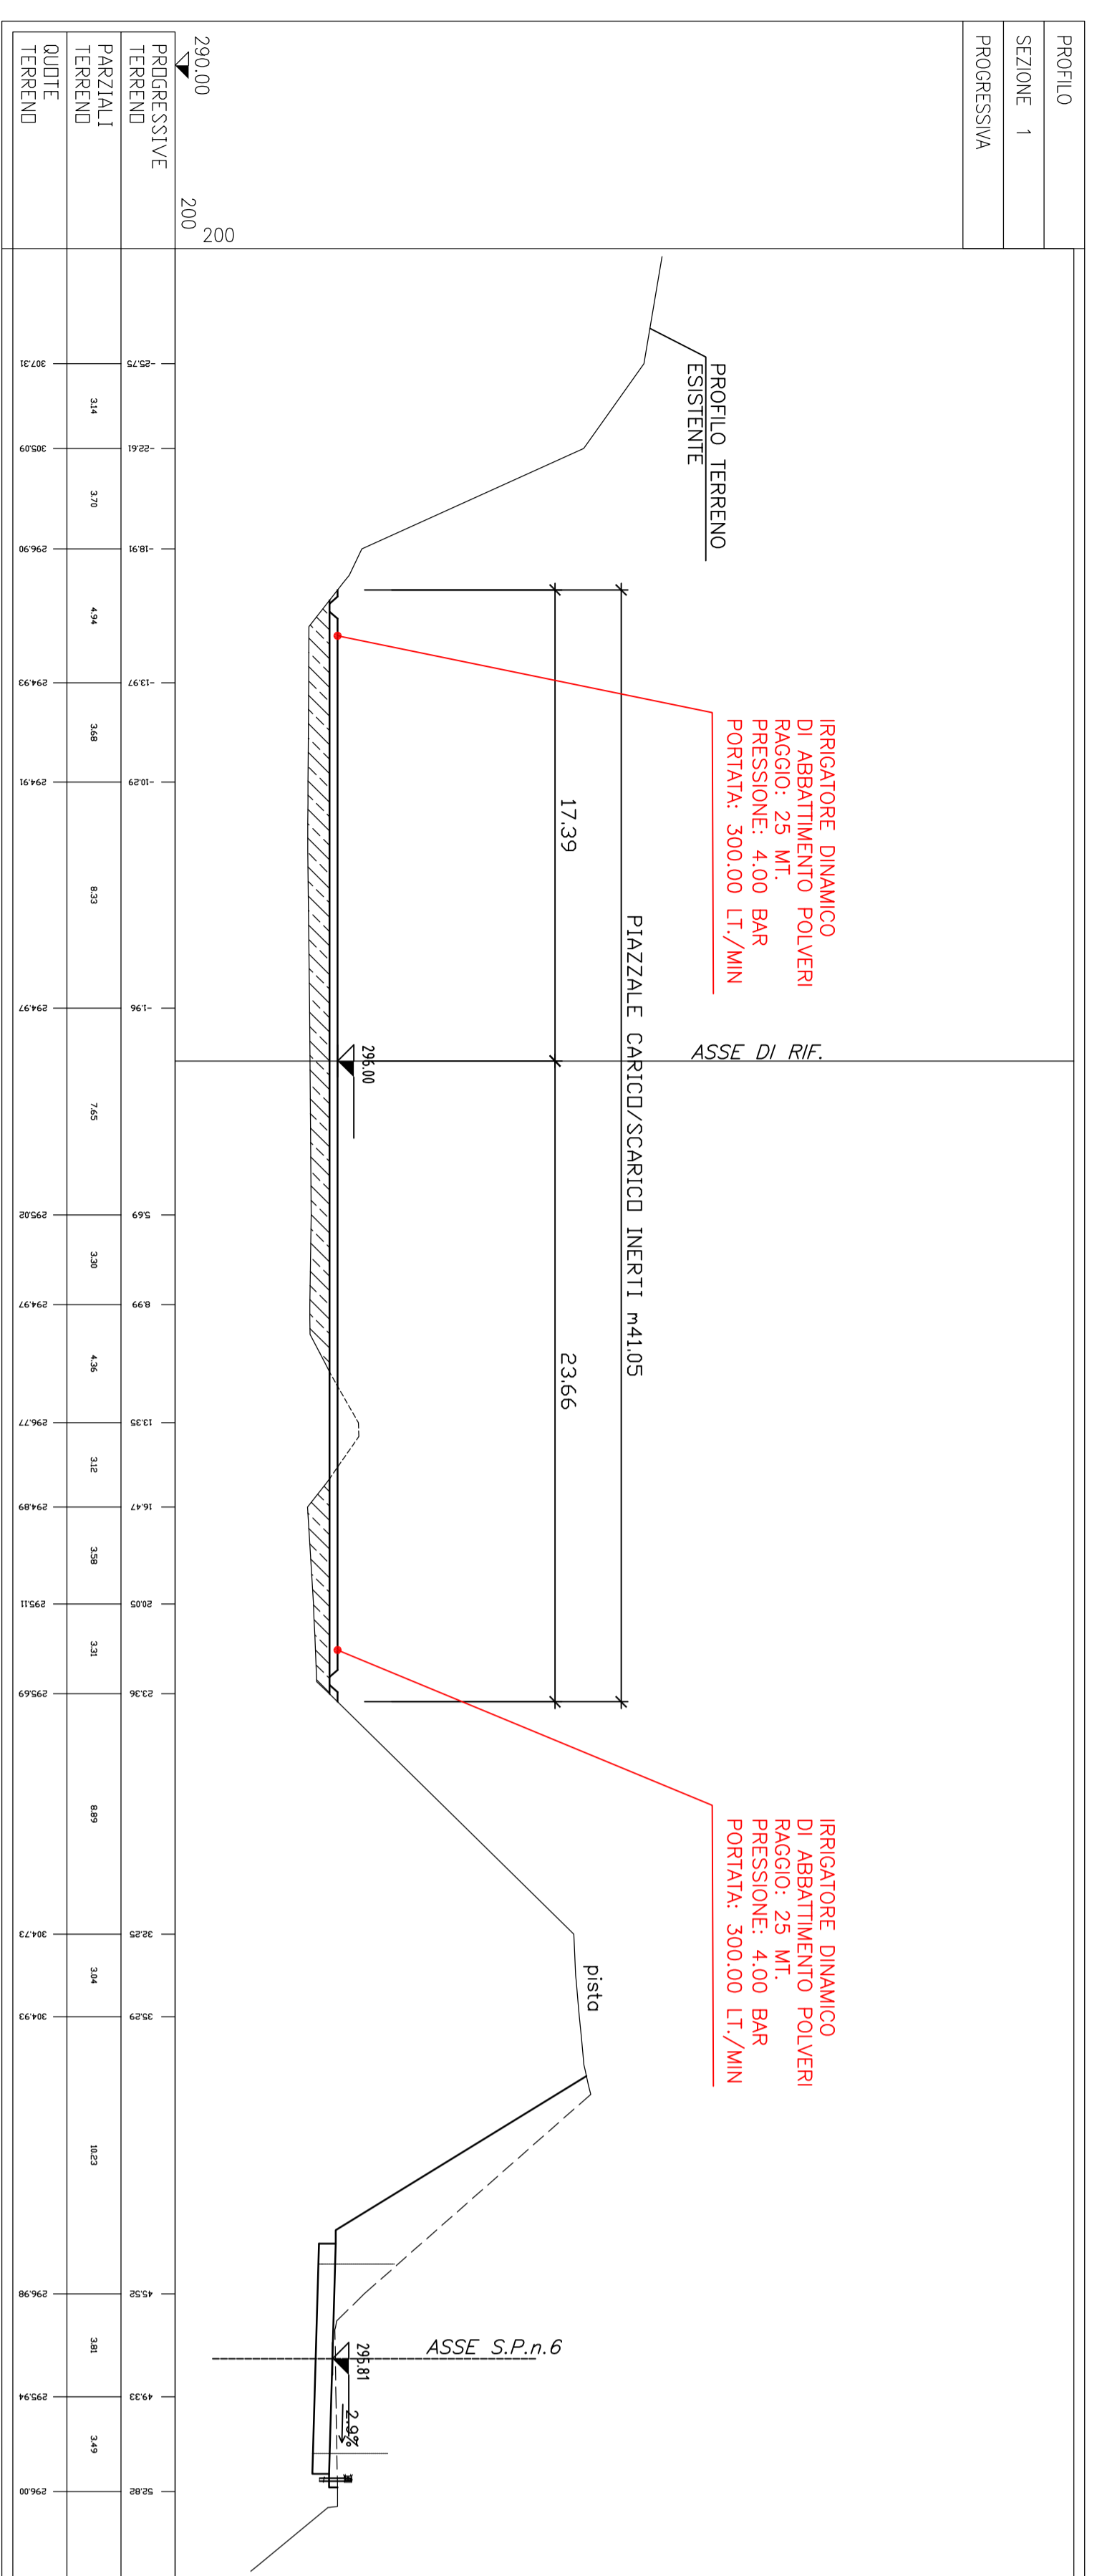 PROFILO
SEZIONE 1
PROGRESSIVA
PROFILO TERRENO
ESISTENTE
IRRIGATORE DINAMICO
DI ABBATTIMENTO POLVERI
RAGGIO: 25 MT.
PRESSIONE: 4.00 BAR
PORTATA: 300.00 LT./MIN
IRRIGATORE DINAMICO
DI ABBATTIMENTO POLVERI
RAGGIO: 25 MT.
PRESSIONE: 4.00 BAR
PORTATA: 300.00 LT./MIN
ASSE DI RIF.
PIAZZALE CARICO/SCARICO INERTI m41.05
17.39
23.66
pista
ASSE S.P.n.6
296.00
295.81
2.9%
290.00
200
200
PROGRESSIVE
TERRENO
-25.75
-22.61
-18.91
-13.97
-10.29
-1.96
5.69
8.99
13.35
16.47
20.05
23.36
32.25
35.29
45.52
49.33
52.82
PARZIALI
TERRENO
3.14
3.70
4.94
3.68
8.33
7.65
3.30
4.36
3.12
3.58
3.31
8.89
3.04
10.23
3.81
3.49
QUOTE
TERRENO
307.31
305.09
296.90
294.93
294.91
294.97
295.02
294.97
296.77
294.89
295.11
295.69
304.73
304.93
296.98
295.94
296.00